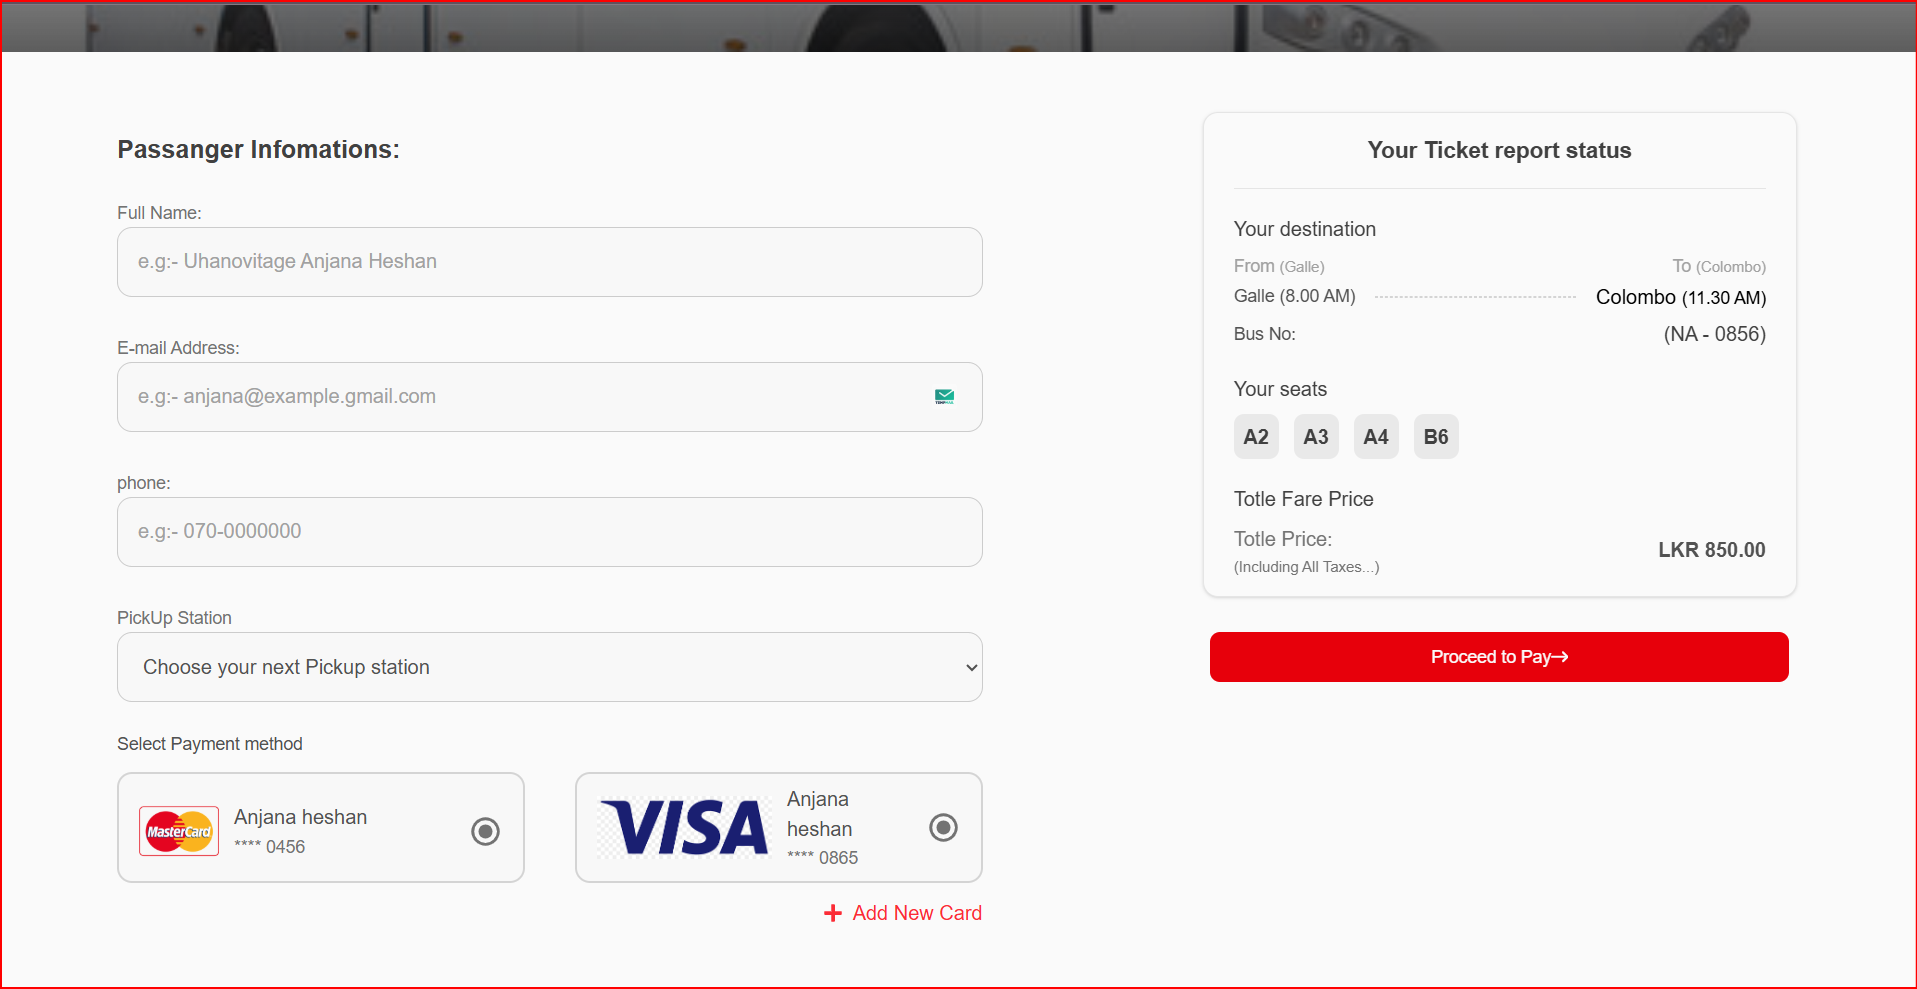 Passanger Infomations:
Full Name:
e.g:- Uhanovitage Anjana Heshan
E-mail Address:
e.g:- anjana@example.gmail.com
phone:
e.g:- 070-0000000
PickUp Station
Choose your next Pickup station
Select Payment method
MasterCard
Anjana heshan
**** 0456
VISA
Anjana
heshan
**** 0865
Add New Card
Your Ticket report status
Your destination
From (Galle) To (Colombo)
Galle (8.00 AM) Colombo (11.30 AM)
Bus No: (NA - 0856)
Your seats
A2 A3 A4 B6
Totle Fare Price
Totle Price:
(Including All Taxes...)
LKR 850.00
Proceed to Pay→